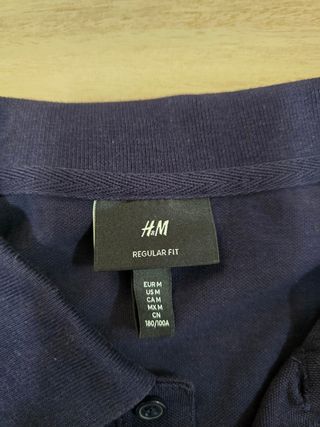 H&M
REGULAR FIT
EUR M
US M
CA M
MX M
CN
180/100A